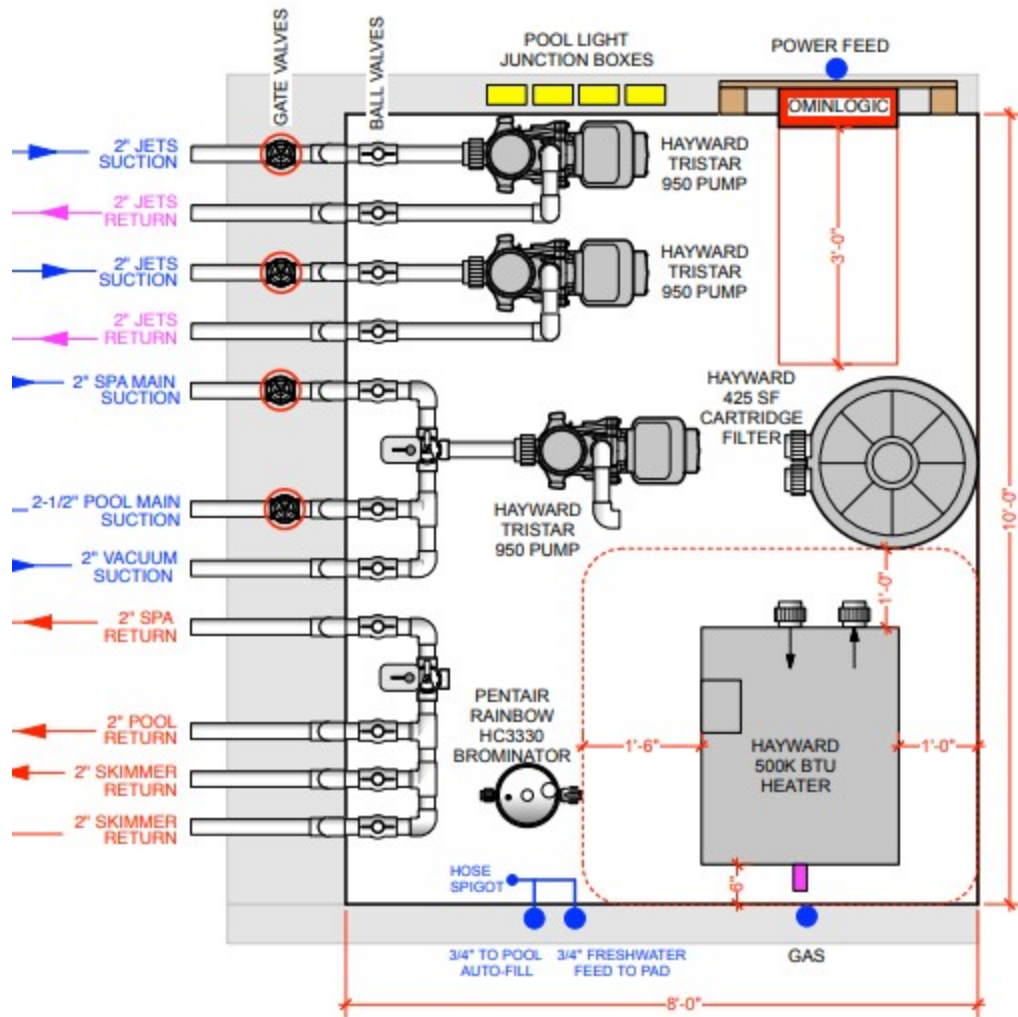 GATE VALVES
BALL VALVES
POOL LIGHT
JUNCTION BOXES
POWER FEED
OMINLOGIC
2" JETS
SUCTION
HAYWARD
TRISTAR
950 PUMP
2" JETS
RETURN
3'-0"
2" JETS
SUCTION
HAYWARD
TRISTAR
950 PUMP
2" JETS
RETURN
2" SPA MAIN
SUCTION
HAYWARD
425 SF
CARTRIDGE
FILTER
10'-0"
2-1/2" POOL MAIN
SUCTION
HAYWARD
TRISTAR
950 PUMP
2" VACUUM
SUCTION
1'-0"
2" SPA
RETURN
PENTAIR
RAINBOW
HC3330
BROMINATOR
2" POOL
RETURN
1'-6"
HAYWARD
500K BTU
HEATER
1'-0"
2" SKIMMER
RETURN
2" SKIMMER
RETURN
HOSE
SPIGOT
6"
3/4" TO POOL
AUTO-FILL
3/4" FRESHWATER
FEED TO PAD
GAS
8'-0"